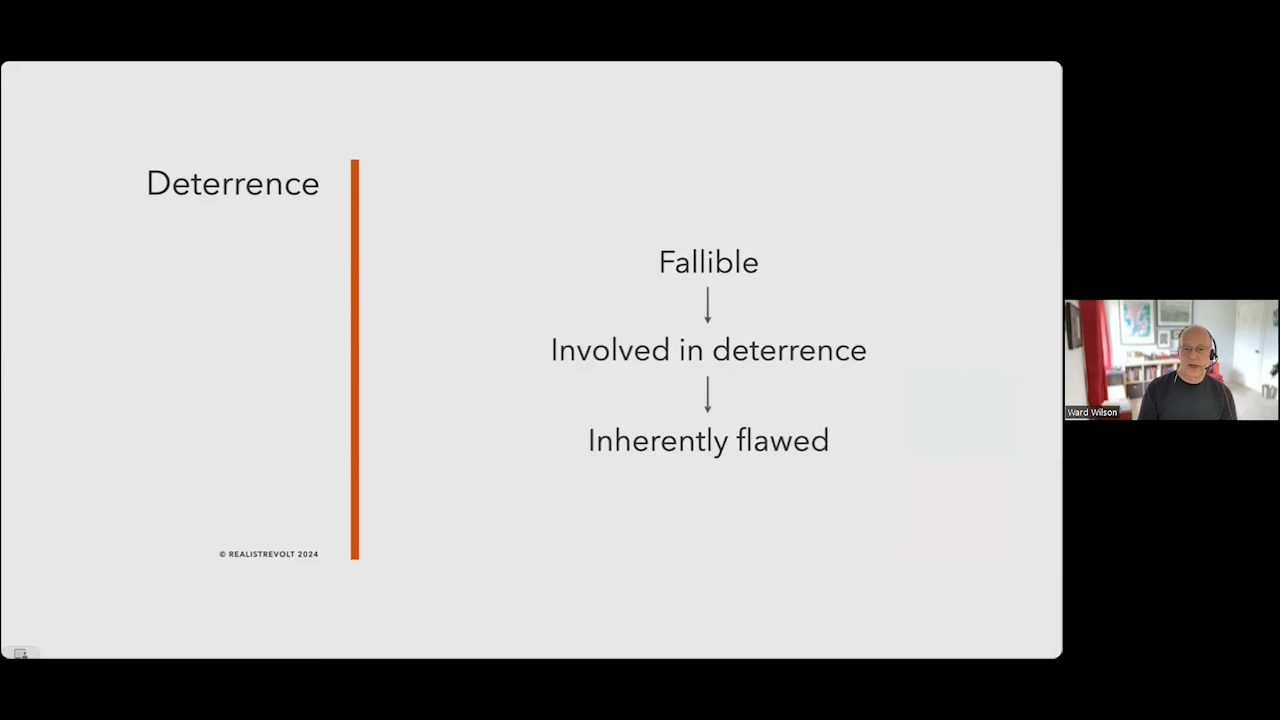 Deterrence
Fallible
Involved in deterrence
Inherently flawed
© REALISTREVOLT 2024
Ward Wilson